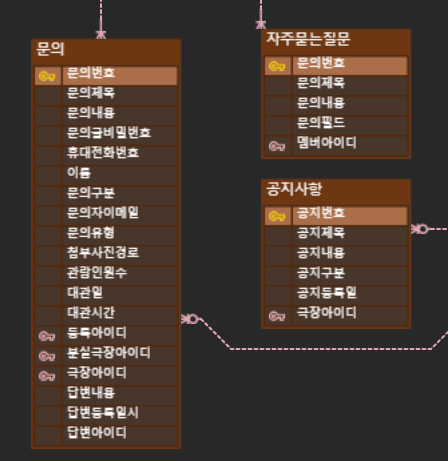 문의
문의번호
문의제목
문의내용
문의글비밀번호
휴대전화번호
이름
문의구분
문의자이메일
문의유형
첨부사진경로
관람인원수
대관일
대관시간
등록아이디
분실극장아이디
극장아이디
답변내용
답변등록일시
답변아이디
자주묻는질문
문의번호
문의제목
문의내용
문의필드
멤버아이디
공지사항
공지번호
공지제목
공지내용
공지구분
공지등록일
극장아이디